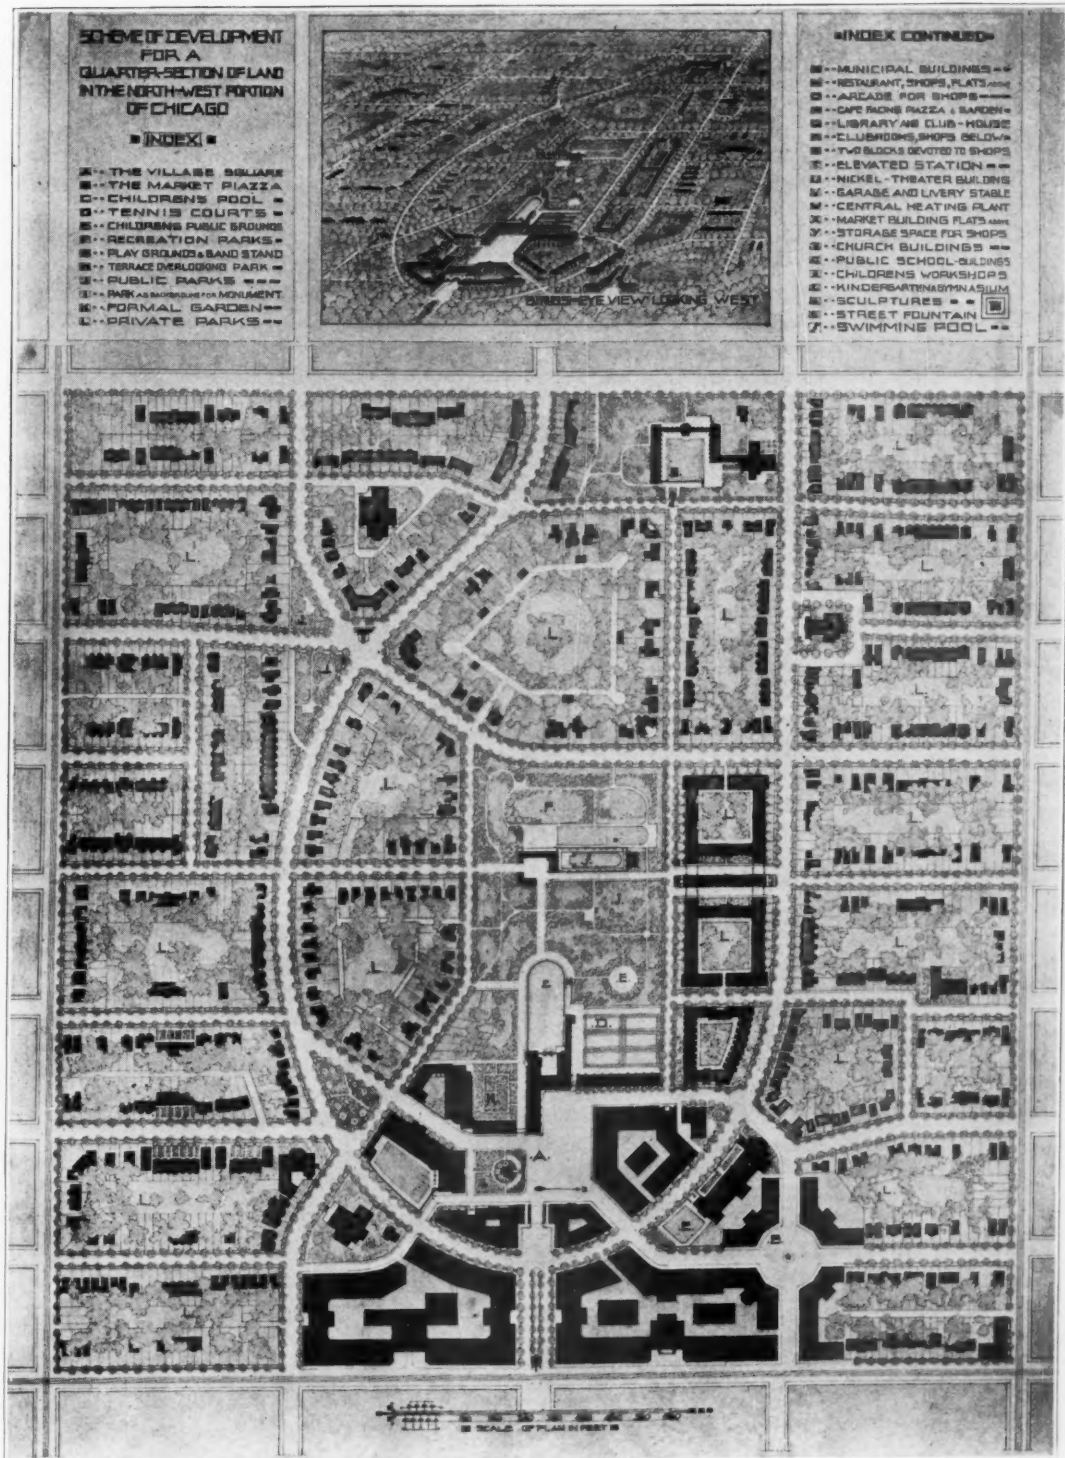 SCHEME OF DEVELOPMENT
FOR A
QUARTER-SECTION OF LAND
IN THE NORTH-WEST PORTION
OF CHICAGO
INDEX
THE VILLAGE SQUARE
THE MARKET PIAZZA
CHILDRENS POOL
TENNIS COURTS
CHILDRENS PUBLIC GROUNDS
RECREATION PARKS
PLAY GROUNDS & BAND STAND
TERRACE OVERLOOKING PARK
PUBLIC PARKS
PARK AS BACKGROUND FOR MONUMENT
FORMAL GARDEN
L PRIVATE PARKS
BIRDS-EYE VIEW LOOKING WEST
INDEX CONTINUED
MUNICIPAL BUILDINGS
RESTAURANT, SHOPS, FLATS ABOVE
ARCADE FOR SHOPS
CAFE FACING PIAZZA & GARDEN
LIBRARY AND CLUB-HOUSE
CLUBROOMS, SHOPS BELOW
TWO BLOCKS DEVOTED TO SHOPS
ELEVATED STATION
NICKEL-THEATER BUILDING
GARAGE AND LIVERY STABLE
CENTRAL HEATING PLANT
MARKET BUILDING FLATS ABOVE
STORAGE SPACE FOR SHOPS
CHURCH BUILDINGS
PUBLIC SCHOOL-BUILDINGS
CHILDRENS WORKSHOPS
KINDERGARTEN & GYMNASIUM
SCULPTURES
STREET FOUNTAIN
SWIMMING POOL
L
L
L
L
L
L
L
L
F
L
L
L
J
L
L
L
L
E
D
L
H
A
L
L
SCALE OF PLAN IN FEET